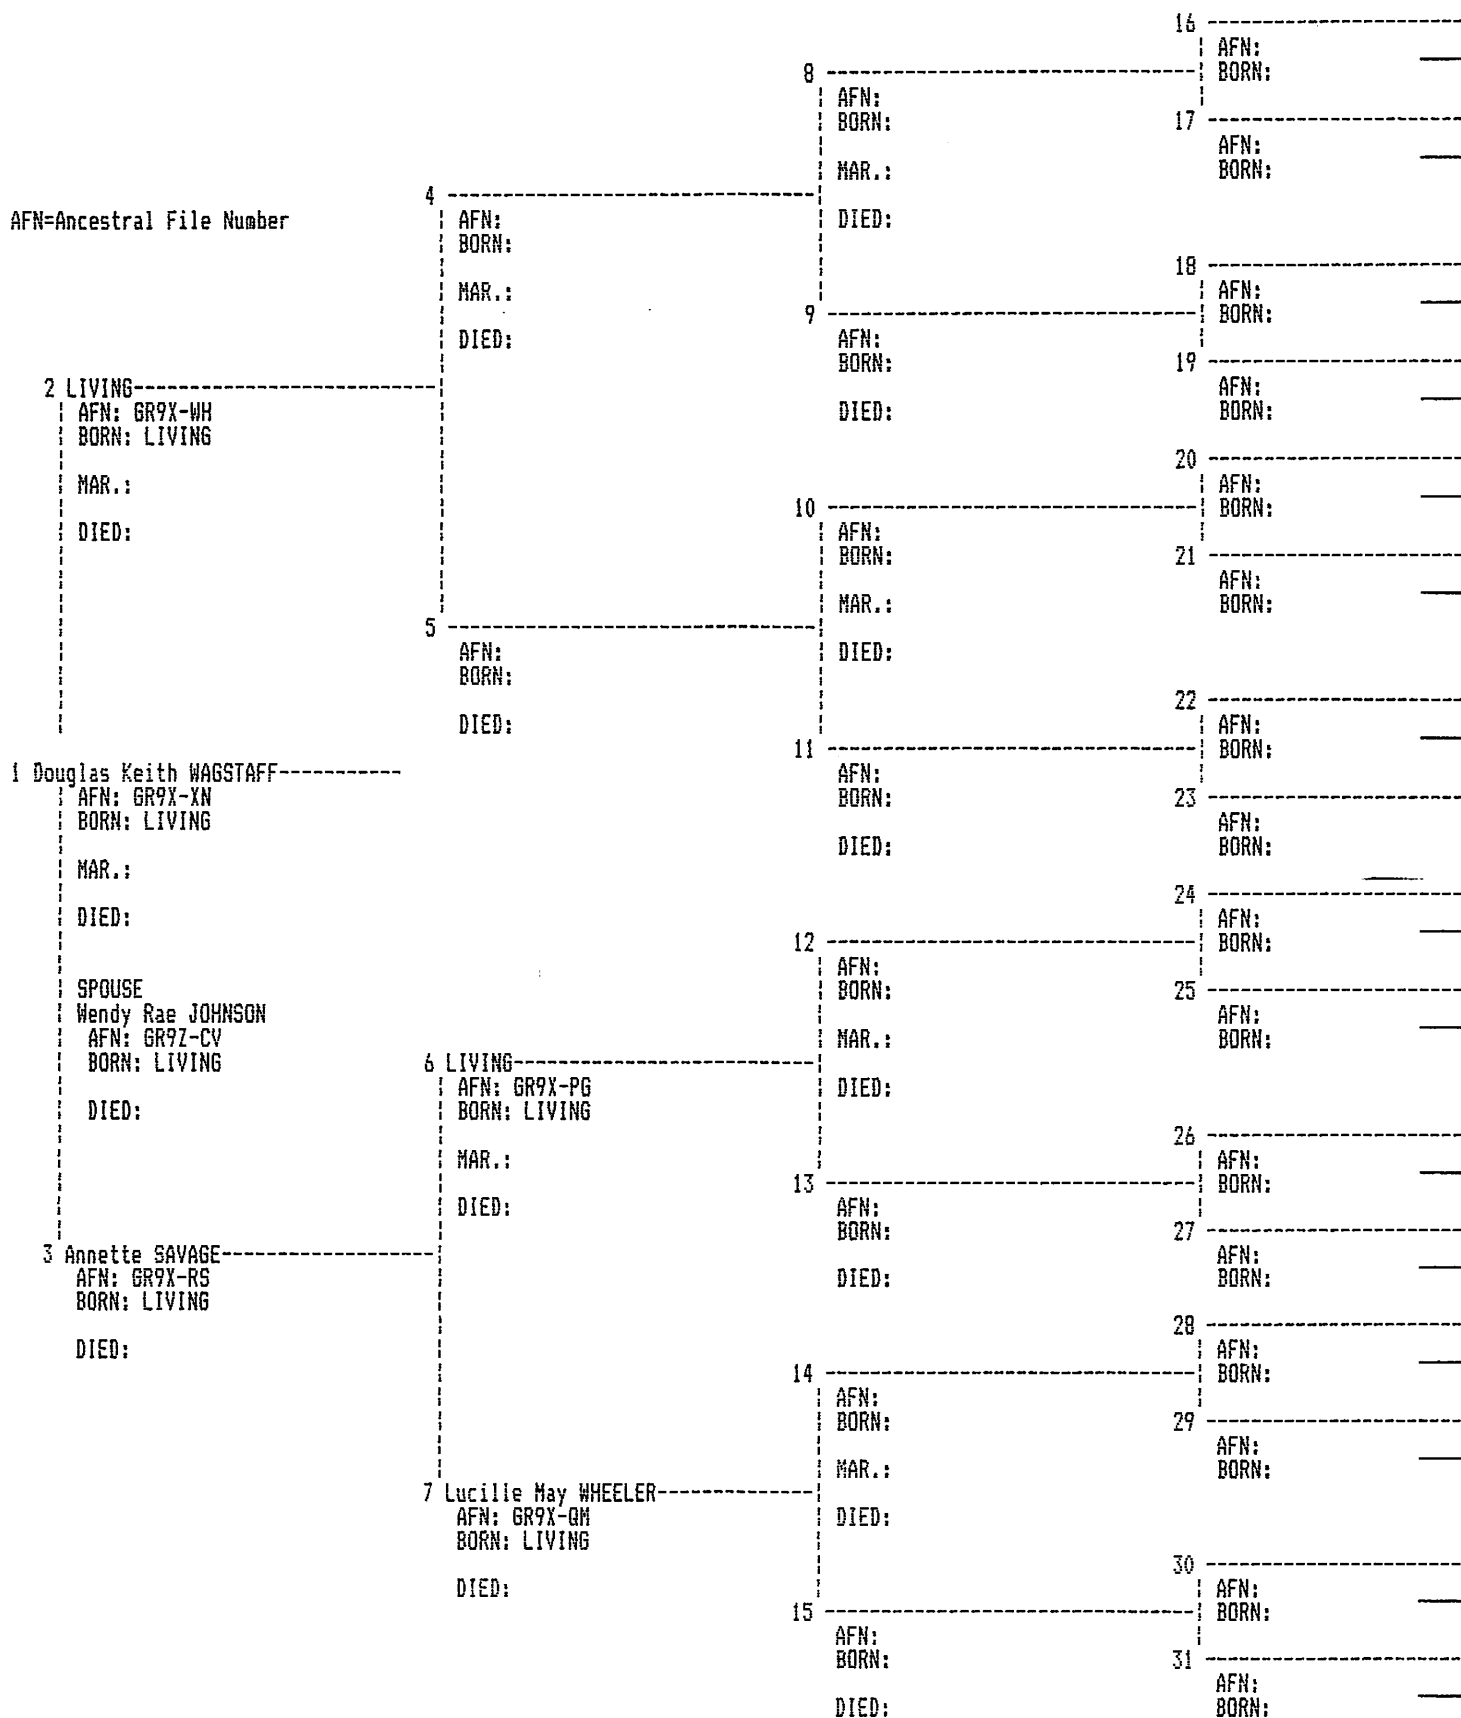 AFN=Ancestral File Number
1 Douglas Keith WAGSTAFF
AFN: GR9X-XN
BORN: LIVING
MAR.:
DIED:
SPOUSE
Wendy Rae JOHNSON
AFN: GR9Z-CV
BORN: LIVING
DIED:
2 LIVING
AFN: GR9X-WH
BORN: LIVING
MAR.:
DIED:
3 Annette SAVAGE
AFN: GR9X-RS
BORN: LIVING
DIED:
4
AFN:
BORN:
MAR.:
DIED:
5
AFN:
BORN:
DIED:
6 LIVING
AFN: GR9X-PG
BORN: LIVING
MAR.:
DIED:
7 Lucille May WHEELER
AFN: GR9X-QM
BORN: LIVING
DIED:
8
AFN:
BORN:
MAR.:
DIED:
9
AFN:
BORN:
DIED:
10
AFN:
BORN:
MAR.:
DIED:
11
AFN:
BORN:
DIED:
12
AFN:
BORN:
MAR.:
DIED:
13
AFN:
BORN:
DIED:
14
AFN:
BORN:
MAR.:
DIED:
15
AFN:
BORN:
DIED:
16
AFN:
BORN:
17
AFN:
BORN:
18
AFN:
BORN:
19
AFN:
BORN:
20
AFN:
BORN:
21
AFN:
BORN:
22
AFN:
BORN:
23
AFN:
BORN:
24
AFN:
BORN:
25
AFN:
BORN:
26
AFN:
BORN:
27
AFN:
BORN:
28
AFN:
BORN:
29
AFN:
BORN:
30
AFN:
BORN:
31
AFN:
BORN: